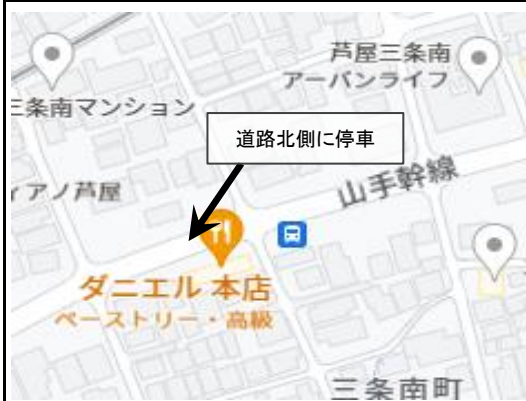 芦屋三条南
アーバンライフ
三条南マンション
道路北側に停車
ィアノ芦屋
山手幹線
ダニエル 本店
ペーストリー・高級
三条南町